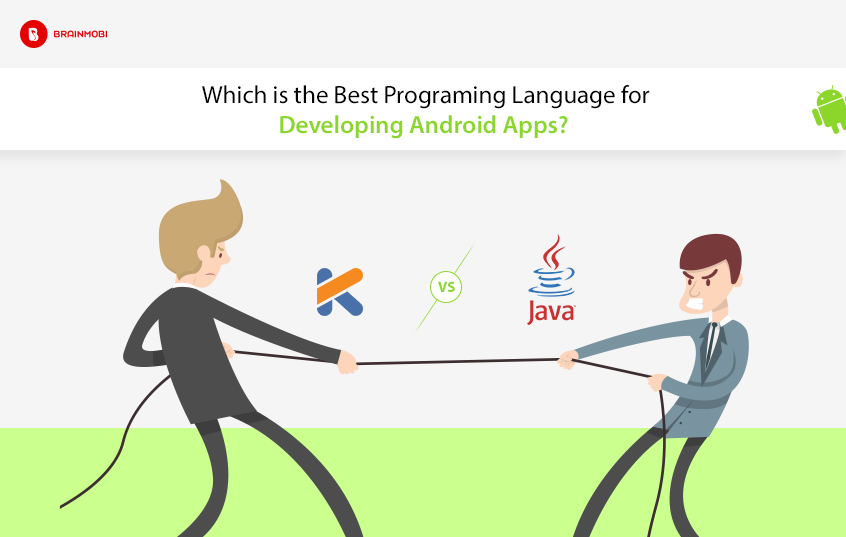 BRAINMOBI
Which is the Best Programing Language for
Developing Android Apps?
VS
Java